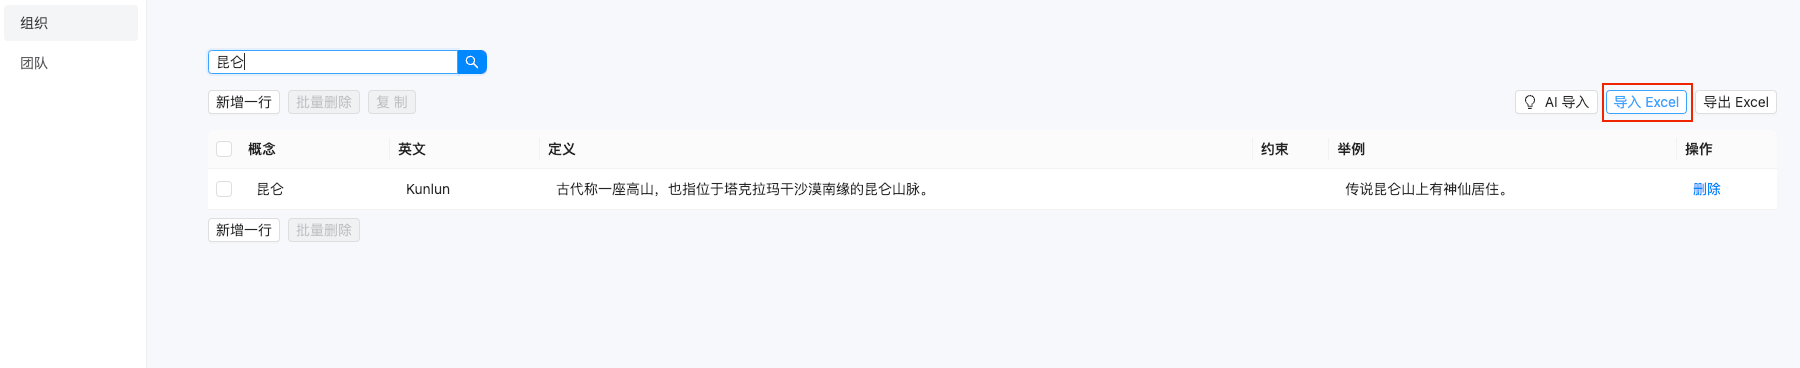 组织
团队
昆仑
新增一行 批量删除 复 制 AI 导入 导入 Excel 导出 Excel
概念 英文 定义 约束 举例 操作
昆仑 Kunlun 古代称一座高山，也指位于塔克拉玛干沙漠南缘的昆仑山脉。 传说昆仑山上有神仙居住。 删除
新增一行 批量删除